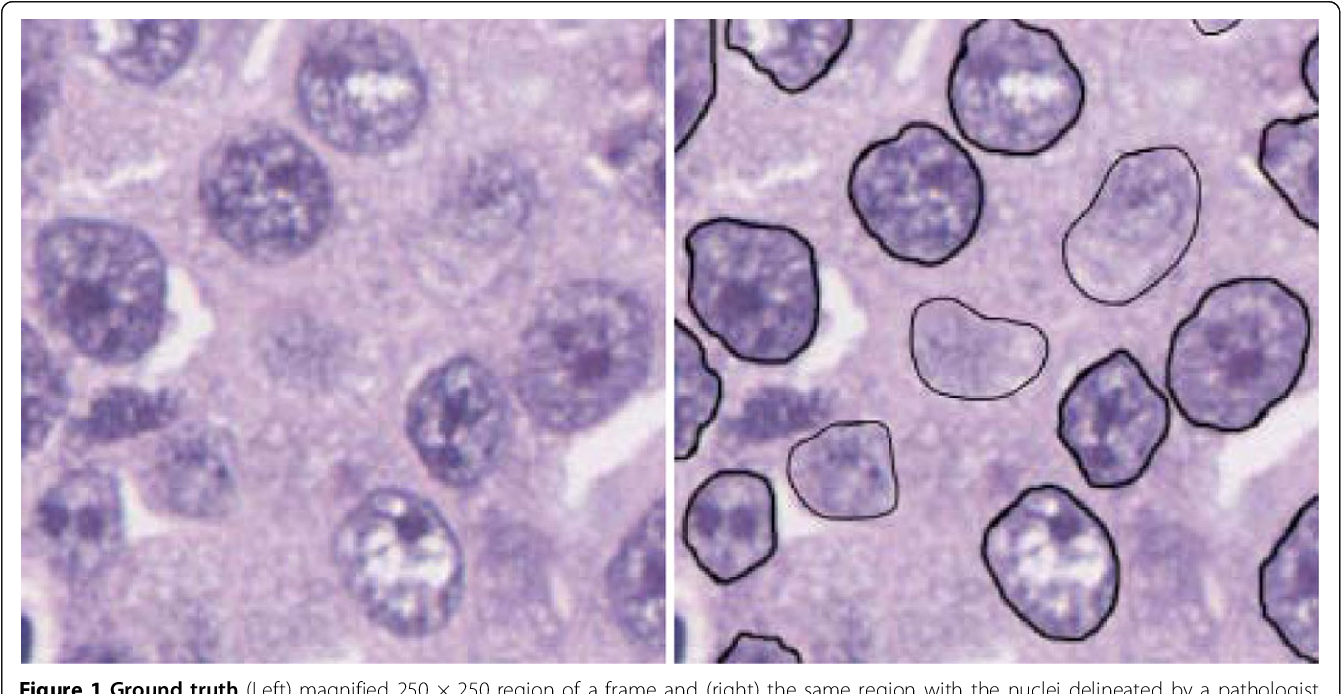 Figure 1 Ground truth (Left) magnified 250 × 250 region of a frame and (right) the same region with the nuclei delineated by a pathologist